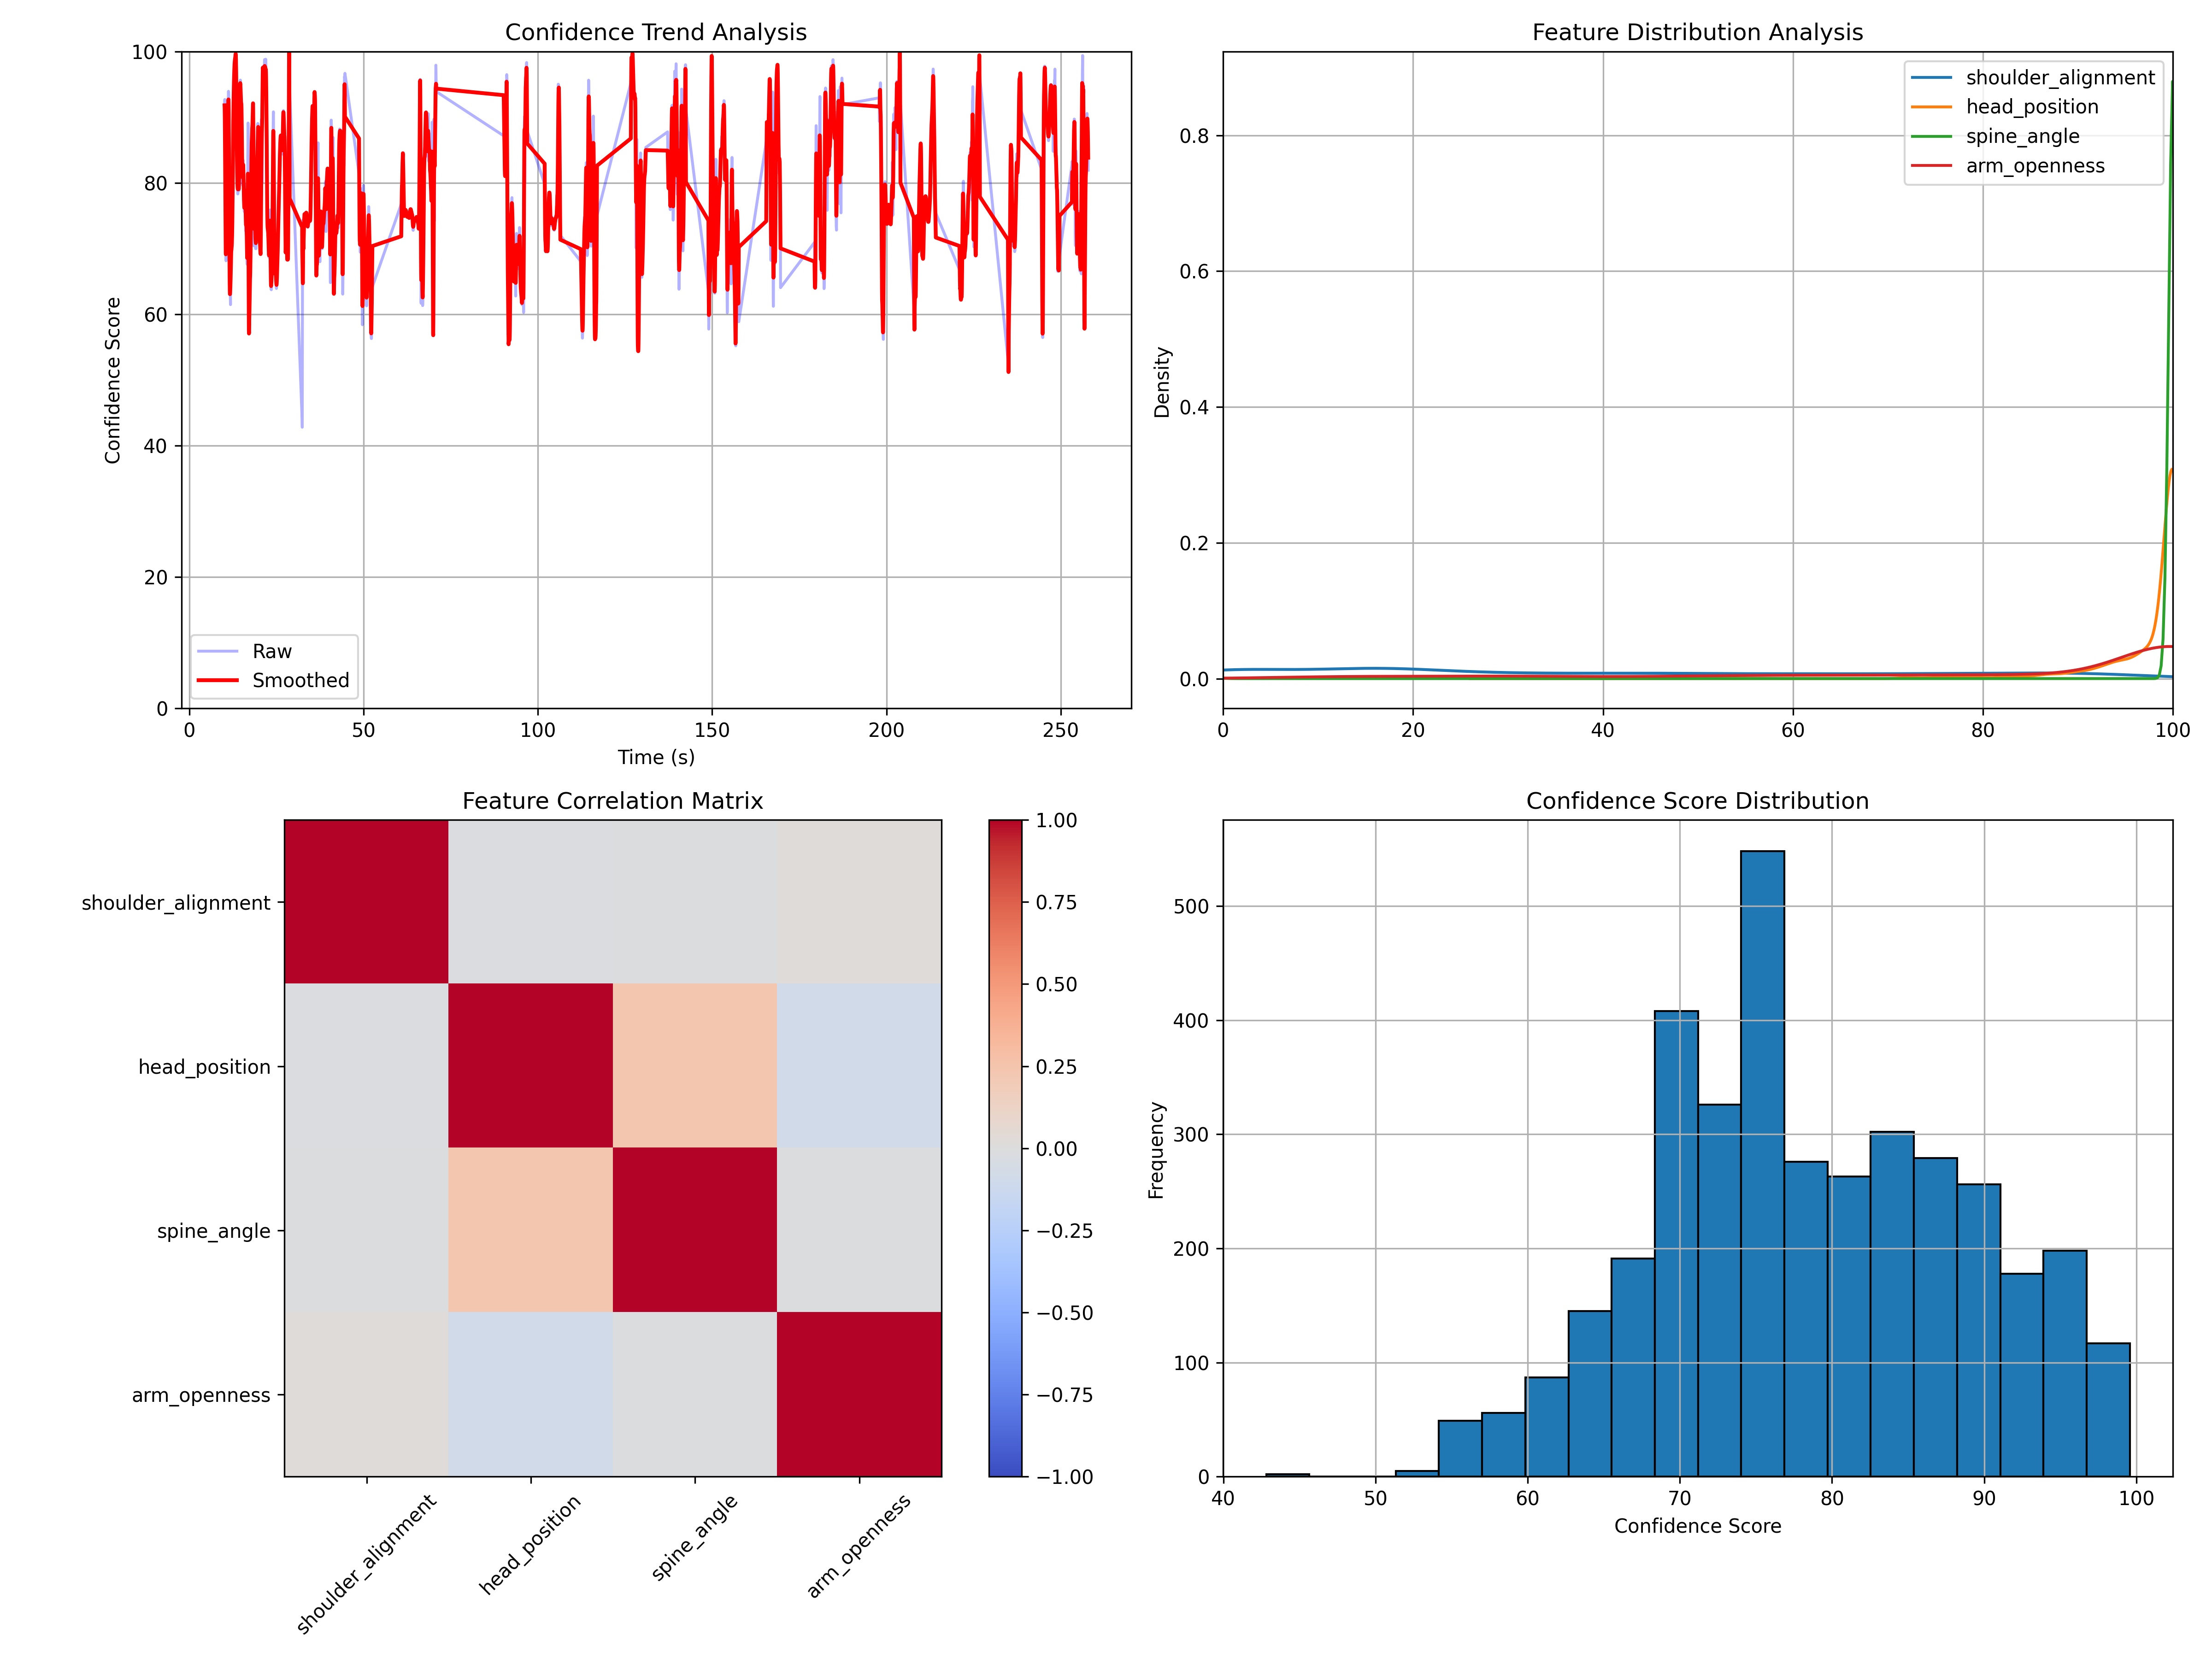 Confidence Trend Analysis
100
80
60
40
20
0
Confidence Score
Raw
Smoothed
0 50 100 150 200 250
Time (s)
Feature Distribution Analysis
shoulder_alignment
head_position
spine_angle
arm_openness
0.8
0.6
0.4
0.2
0.0
Density
0 20 40 60 80 100
Feature Correlation Matrix
shoulder_alignment
head_position
spine_angle
arm_openness
shoulder_alignment
head_position
spine_angle
arm_openness
1.00
0.75
0.50
0.25
0.00
−0.25
−0.50
−0.75
−1.00
Confidence Score Distribution
500
400
300
200
100
0
Frequency
40 50 60 70 80 90 100
Confidence Score